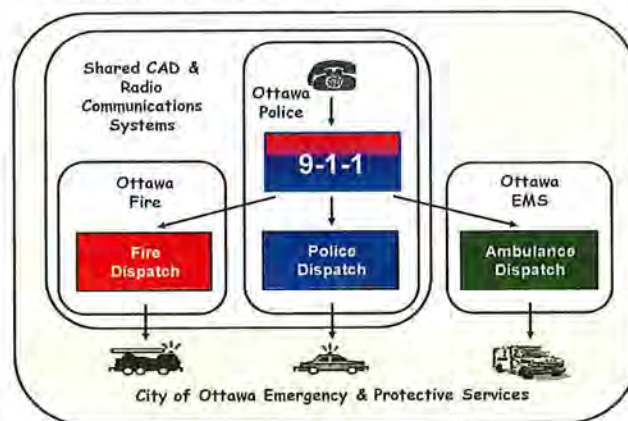 Shared CAD &
Radio
Communications
Systems
Ottawa
Police
9-1-1
Ottawa
Fire
Ottawa
EMS
Fire
Dispatch
Police
Dispatch
Ambulance
Dispatch
City of Ottawa Emergency & Protective Services